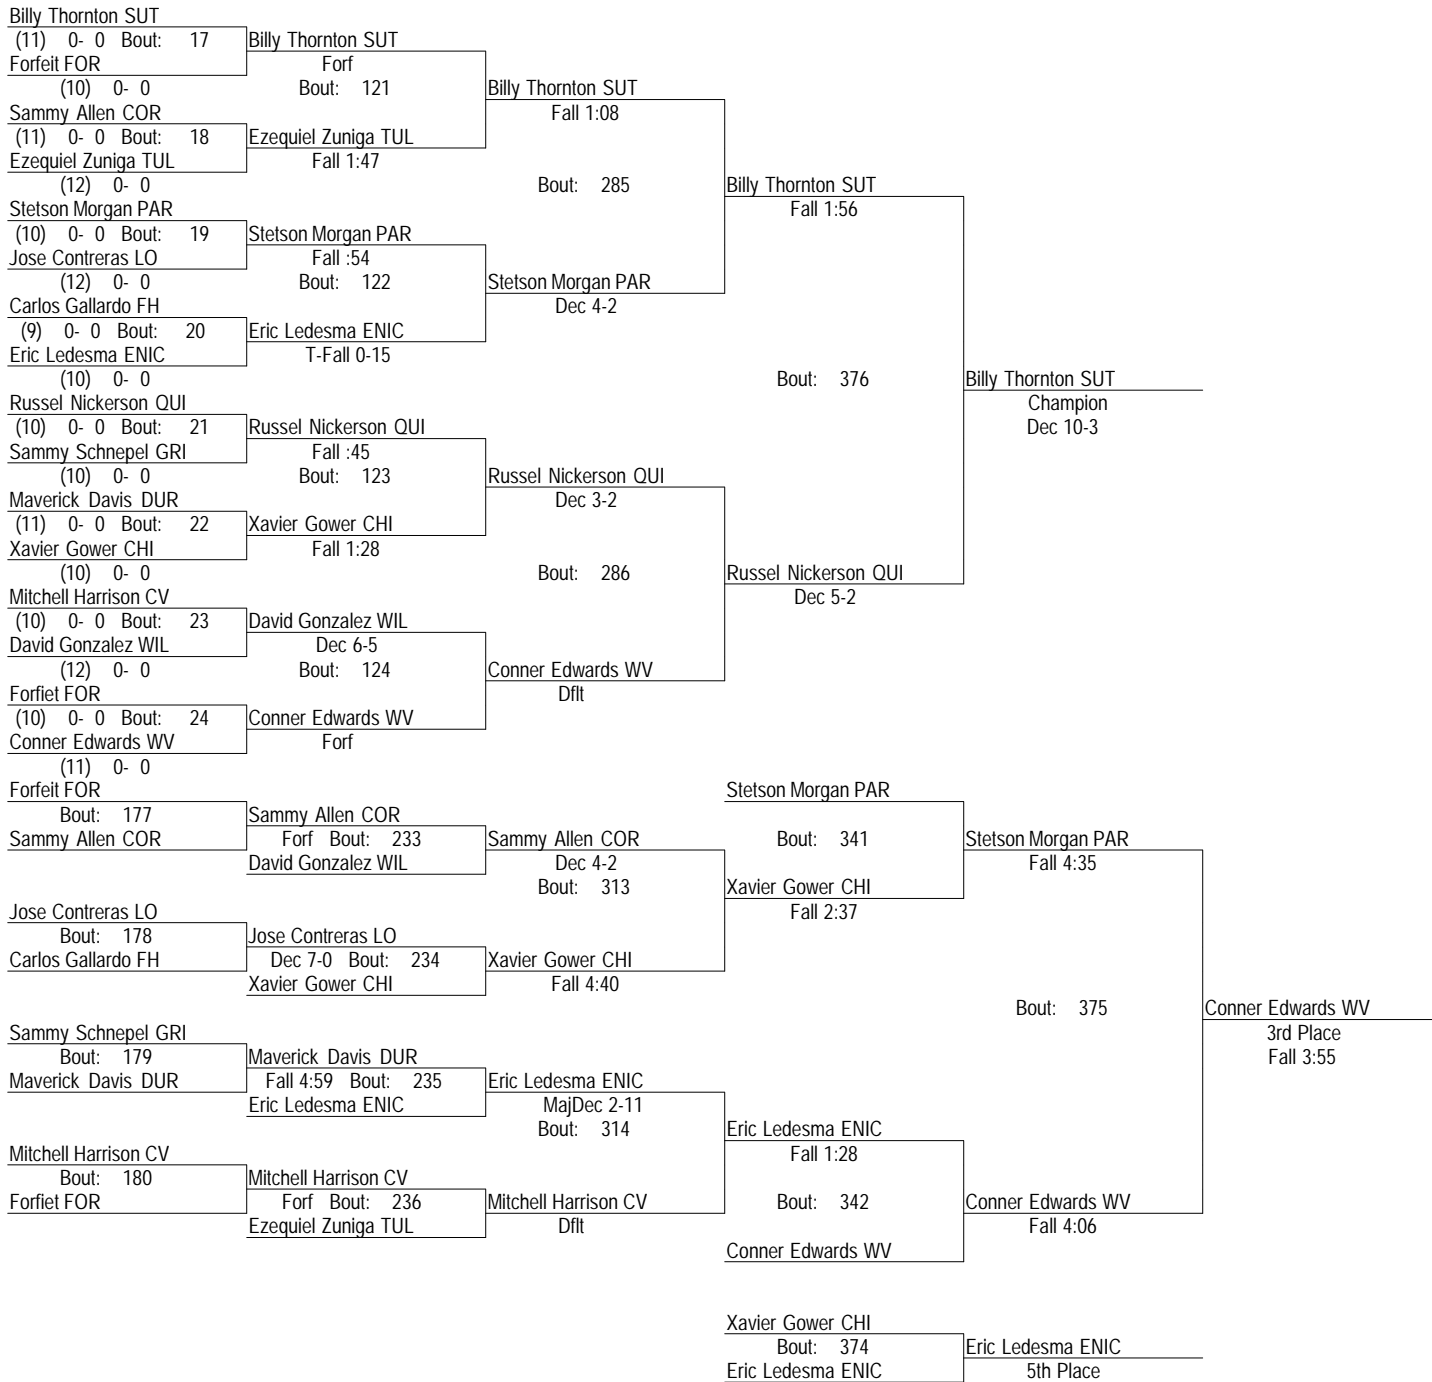 Billy Thornton SUT
(11) 0- 0 Bout: 17 Billy Thornton SUT
Forfeit FOR Forf
(10) 0- 0 Bout: 121 Billy Thornton SUT
Sammy Allen COR Fall 1:08
(11) 0- 0 Bout: 18 Ezequiel Zuniga TUL
Ezequiel Zuniga TUL Fall 1:47
(12) 0- 0 Bout: 285 Billy Thornton SUT
Stetson Morgan PAR Fall 1:56
(10) 0- 0 Bout: 19 Stetson Morgan PAR
Jose Contreras LO Fall :54
(12) 0- 0 Bout: 122 Stetson Morgan PAR
Carlos Gallardo FH Dec 4-2
(9) 0- 0 Bout: 20 Eric Ledesma ENIC
Eric Ledesma ENIC T-Fall 0-15
(10) 0- 0 Bout: 376 Billy Thornton SUT
Russel Nickerson QUI Champion
(10) 0- 0 Bout: 21 Russel Nickerson QUI Dec 10-3
Sammy Schnepel GRI Fall :45
(10) 0- 0 Bout: 123 Russel Nickerson QUI
Maverick Davis DUR Dec 3-2
(11) 0- 0 Bout: 22 Xavier Gower CHI
Xavier Gower CHI Fall 1:28
(10) 0- 0 Bout: 286 Russel Nickerson QUI
Mitchell Harrison CV Dec 5-2
(10) 0- 0 Bout: 23 David Gonzalez WIL
David Gonzalez WIL Dec 6-5
(12) 0- 0 Bout: 124 Conner Edwards WV
Forfiet FOR Dflt
(10) 0- 0 Bout: 24 Conner Edwards WV
Conner Edwards WV Forf
(11) 0- 0
Forfeit FOR Stetson Morgan PAR
Bout: 177 Sammy Allen COR
Sammy Allen COR Forf Bout: 233 Sammy Allen COR Bout: 341 Stetson Morgan PAR
David Gonzalez WIL Dec 4-2 Fall 4:35
Bout: 313 Xavier Gower CHI
Jose Contreras LO Fall 2:37
Bout: 178 Jose Contreras LO
Carlos Gallardo FH Dec 7-0 Bout: 234 Xavier Gower CHI
Xavier Gower CHI Fall 4:40
Bout: 375 Conner Edwards WV
Sammy Schnepel GRI 3rd Place
Bout: 179 Maverick Davis DUR Fall 3:55
Maverick Davis DUR Fall 4:59 Bout: 235 Eric Ledesma ENIC
Eric Ledesma ENIC MajDec 2-11
Bout: 314 Eric Ledesma ENIC
Mitchell Harrison CV Fall 1:28
Bout: 180 Mitchell Harrison CV
Forfiet FOR Forf Bout: 236 Mitchell Harrison CV Bout: 342 Conner Edwards WV
Ezequiel Zuniga TUL Dflt Fall 4:06
Conner Edwards WV
Xavier Gower CHI
Bout: 374 Eric Ledesma ENIC
Eric Ledesma ENIC 5th Place